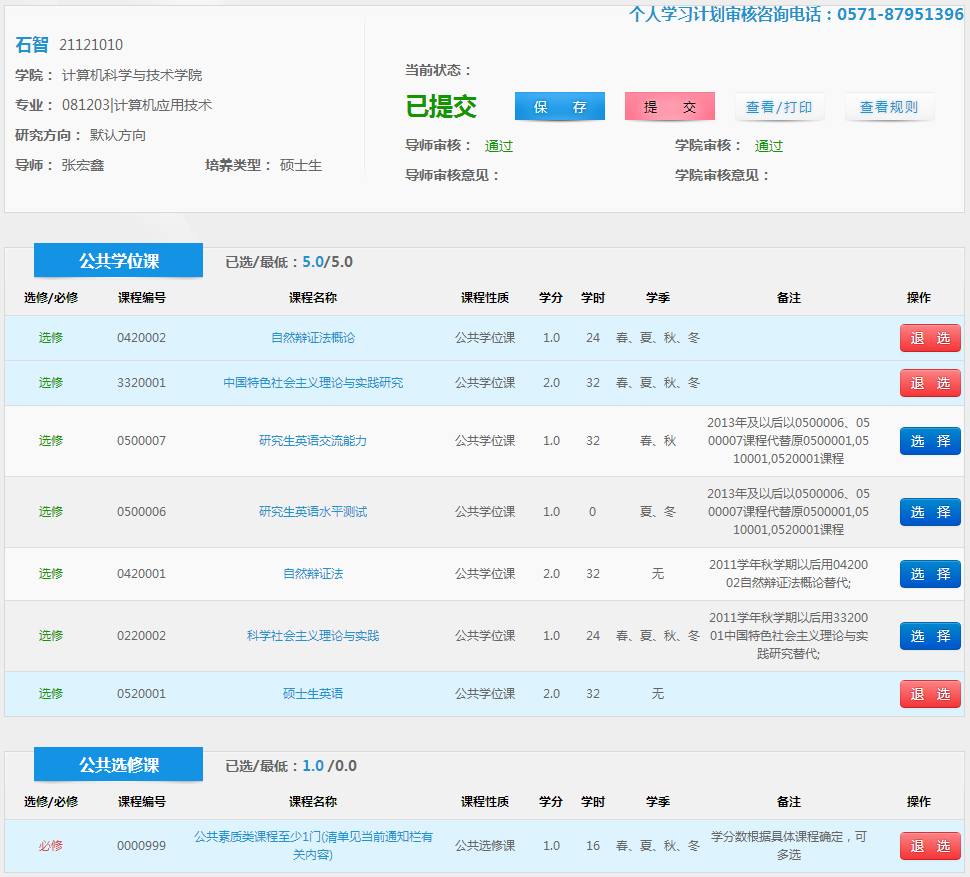 个人学习计划审核咨询电话：0571-87951396
石智 21121010
学院： 计算机科学与技术学院
专业： 081203|计算机应用技术
研究方向： 默认方向
导师： 张宏鑫 培养类型： 硕士生
当前状态：
已提交 保 存 提 交 查看/打印 查看规则
导师审核： 通过 学院审核： 通过
导师审核意见： 学院审核意见：
公共学位课 已选/最低：5.0/5.0
选修/必修 课程编号 课程名称 课程性质 学分 学时 学季 备注 操作
选修 0420002 自然辩证法概论 公共学位课 1.0 24 春、夏、秋、冬 退 选
选修 3320001 中国特色社会主义理论与实践研究 公共学位课 2.0 32 春、夏、秋、冬 退 选
2013年及以后以0500006、05
选修 0500007 研究生英语交流能力 公共学位课 1.0 32 春、秋 00007课程代替原0500001,05 选 择
10001,0520001课程
2013年及以后以0500006、05
选修 0500006 研究生英语水平测试 公共学位课 1.0 0 夏、冬 00007课程代替原0500001,05 选 择
10001,0520001课程
2011学年秋学期以后用04200
选修 0420001 自然辩证法 公共学位课 2.0 32 无 选 择
02自然辩证法概论替代;
2011学年秋学期以后用33200
选修 0220002 科学社会主义理论与实践 公共学位课 1.0 24 春、夏、秋、冬 01中国特色社会主义理论与实 选 择
践研究替代;
选修 0520001 硕士生英语 公共学位课 2.0 32 无 退 选
公共选修课 已选/最低：1.0 /0.0
选修/必修 课程编号 课程名称 课程性质 学分 学时 学季 备注 操作
公共素质类课程至少1门(清单见当前通知栏有 学分数根据具体课程确定，可
必修 0000999 公共选修课 1.0 16 春、夏、秋、冬 退 选
关内容) 多选